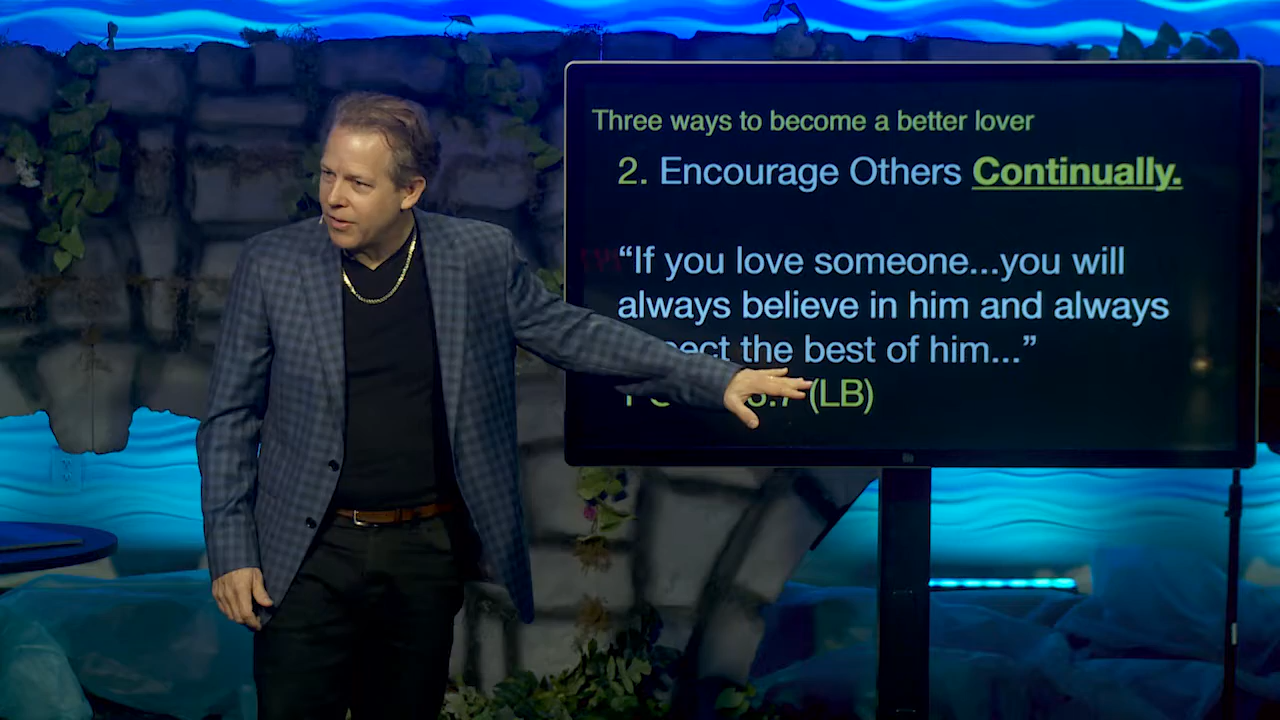 Three ways to become a better lover
2. Encourage Others Continually.
“If you love someone...you will
always believe in him and always
the best of him...”
(LB)